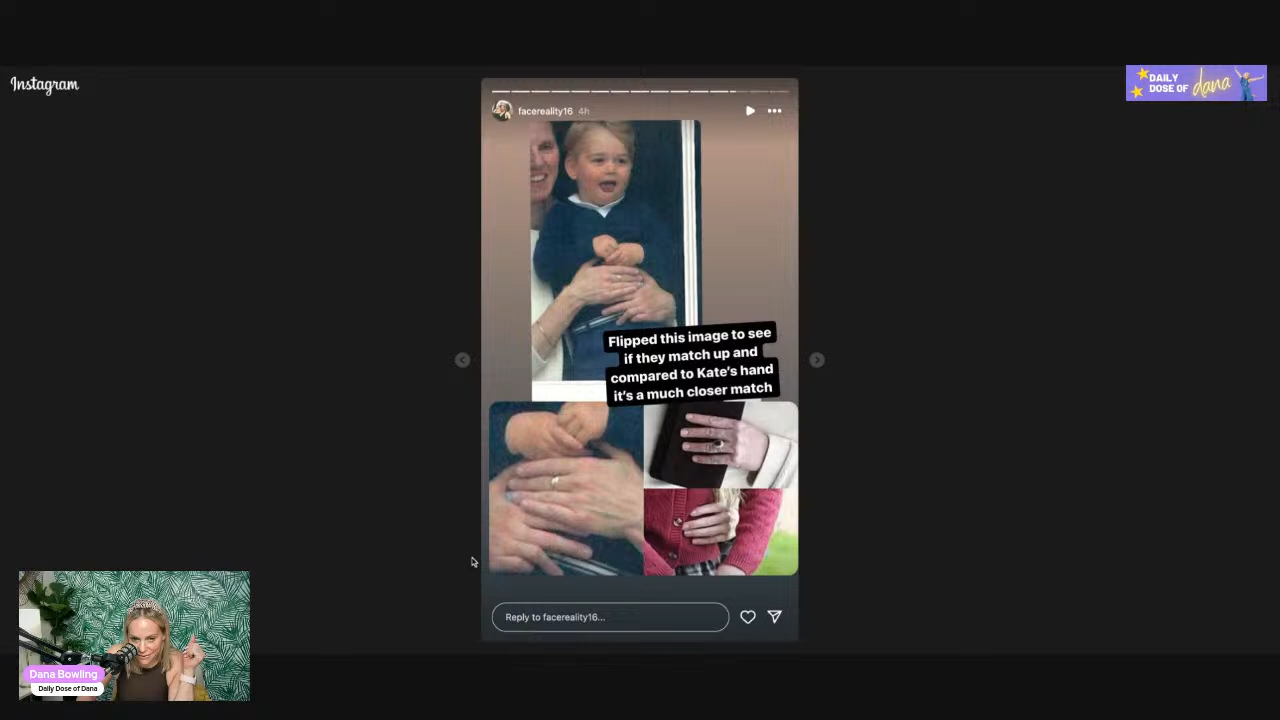 Instagram
DAILY
DOSE OF dana
facereality16 4h
Flipped this image to see
if they match up and
compared to Kate's hand
it's a much closer match
Reply to facereality16...
Dana Bowling
Daily Dose of Dana